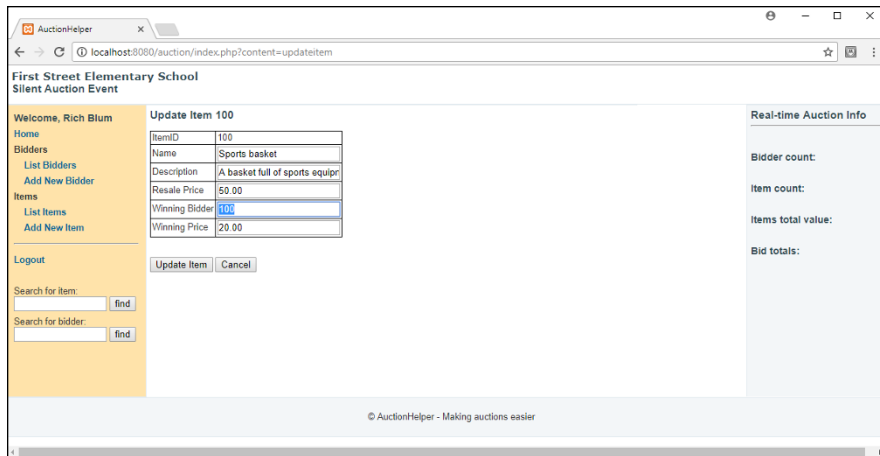 AuctionHelper
localhost:8080/auction/index.php?content=updateitem
First Street Elementary School
Silent Auction Event
Welcome, Rich Blum
Home
Bidders
List Bidders
Add New Bidder
Items
List Items
Add New Item
Logout
Search for item:
find
Search for bidder:
find
Update Item 100
ItemID 100
Name Sports basket
Description A basket full of sports equipr
Resale Price 50.00
Winning Bidder 100
Winning Price 20.00
Update Item Cancel
Real-time Auction Info
Bidder count:
Item count:
Items total value:
Bid totals:
© AuctionHelper - Making auctions easier